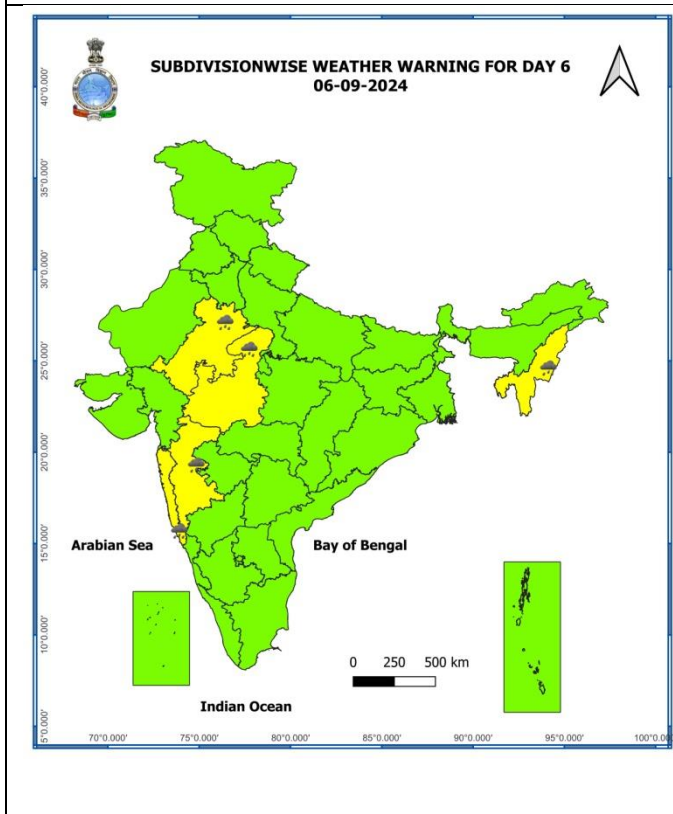 SUBDIVISIONWISE WEATHER WARNING FOR DAY 6
06-09-2024
40°0.000'
35°0.000'
30°0.000'
25°0.000'
20°0.000'
15°0.000'
10°0.000'
5°0.000'
Arabian Sea
Bay of Bengal
0 250 500 km
Indian Ocean
70°0.000' 75°0.000' 80°0.000' 85°0.000' 90°0.000' 95°0.000' 100°0.00